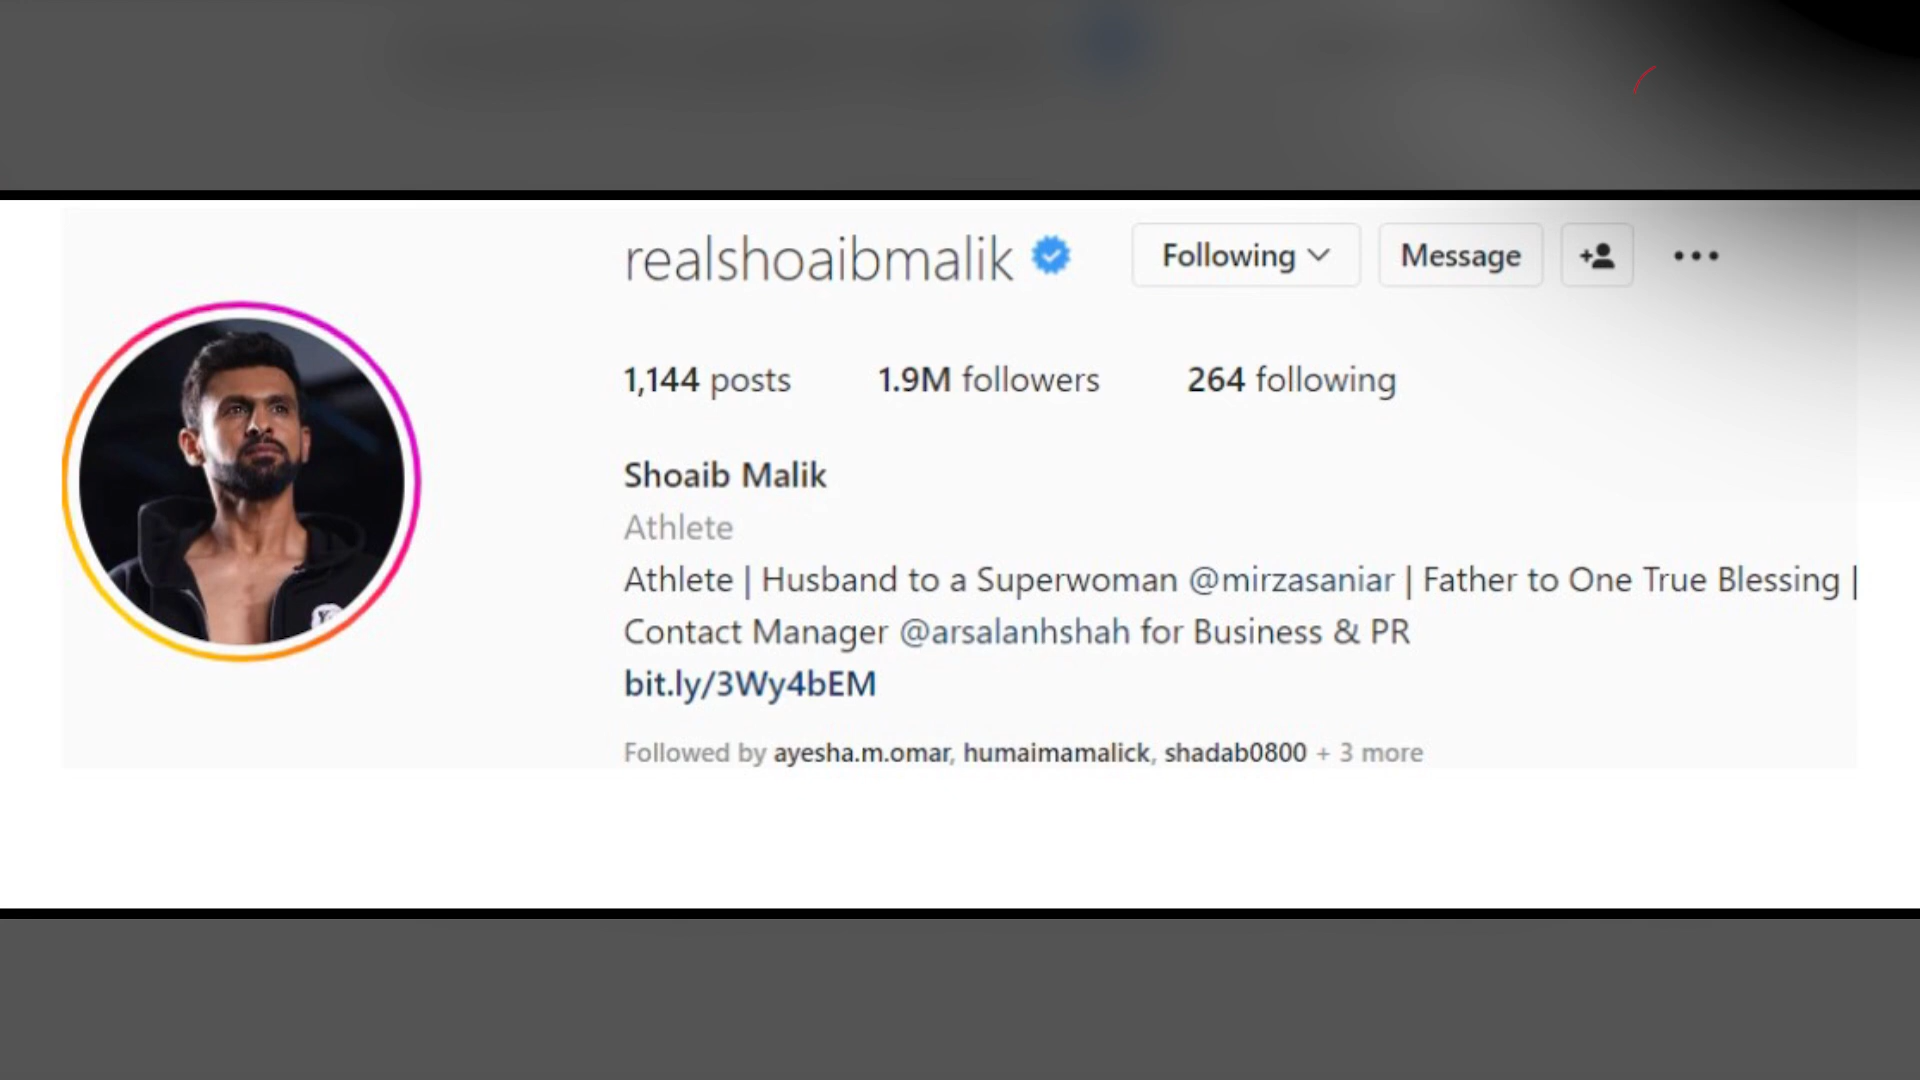 realshoaibmalik Following Message
1,144 posts 1.9M followers 264 following
Shoaib Malik
Athlete
Athlete | Husband to a Superwoman @mirzasaniar | Father to One True Blessing |
Contact Manager @arsalanhshah for Business & PR
bit.ly/3Wy4bEM
Followed by ayesha.m.omar, humaimamalick, shadab0800 + 3 more